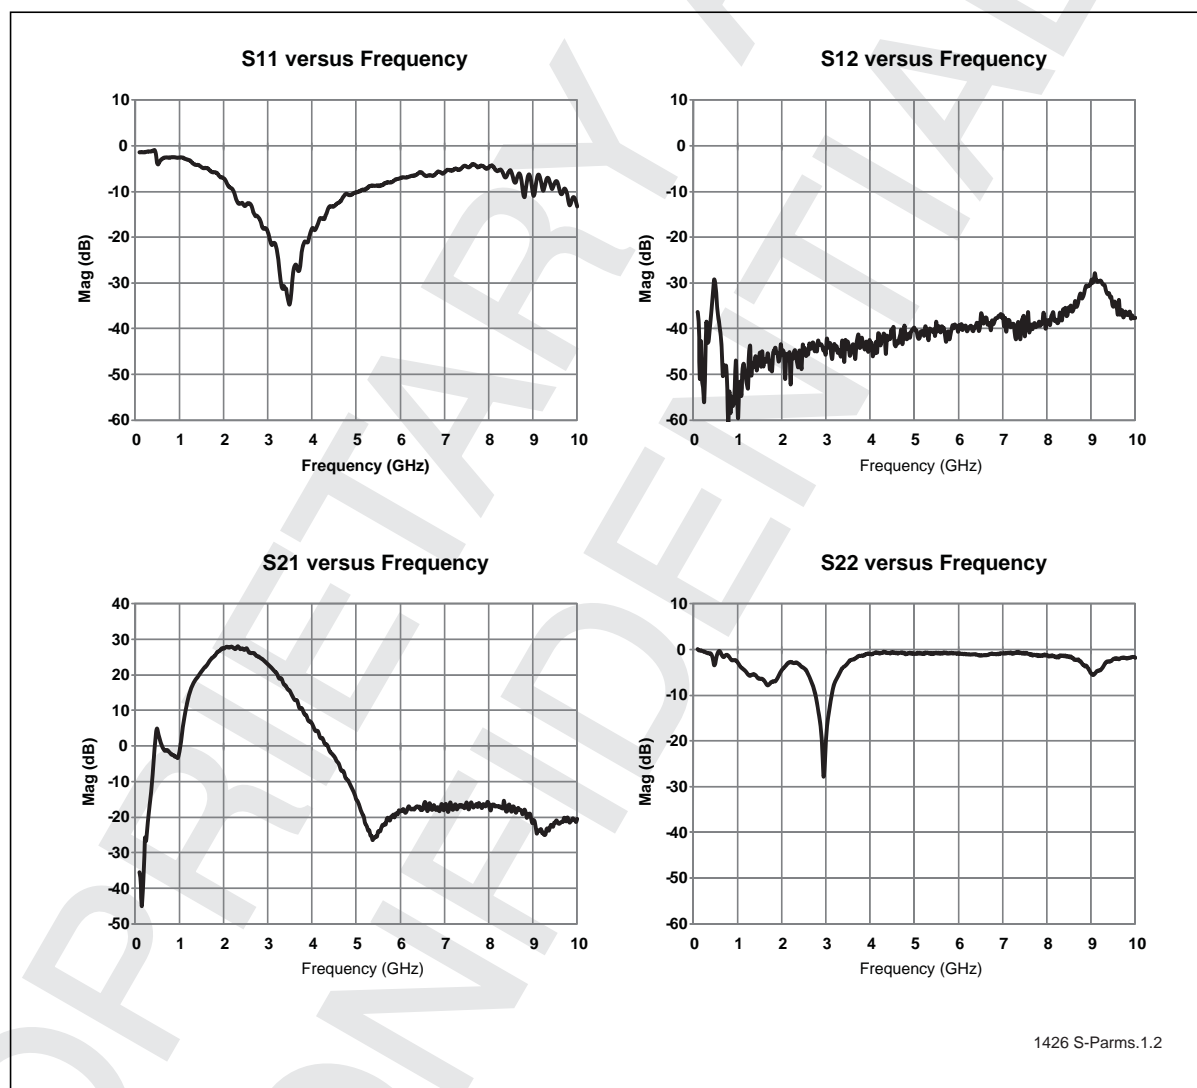 S11 versus Frequency
10
0
-10
-20
-30
-40
-50
-60
Mag (dB)
0 1 2 3 4 5 6 7 8 9 10
Frequency (GHz)
S12 versus Frequency
10
0
-10
-20
-30
-40
-50
-60
Mag (dB)
0 1 2 3 4 5 6 7 8 9 10
Frequency (GHz)
S21 versus Frequency
40
30
20
10
0
-10
-20
-30
-40
-50
Mag (dB)
0 1 2 3 4 5 6 7 8 9 10
Frequency (GHz)
S22 versus Frequency
10
0
-10
-20
-30
-40
-50
-60
Mag (dB)
0 1 2 3 4 5 6 7 8 9 10
Frequency (GHz)
1426 S-Parms.1.2